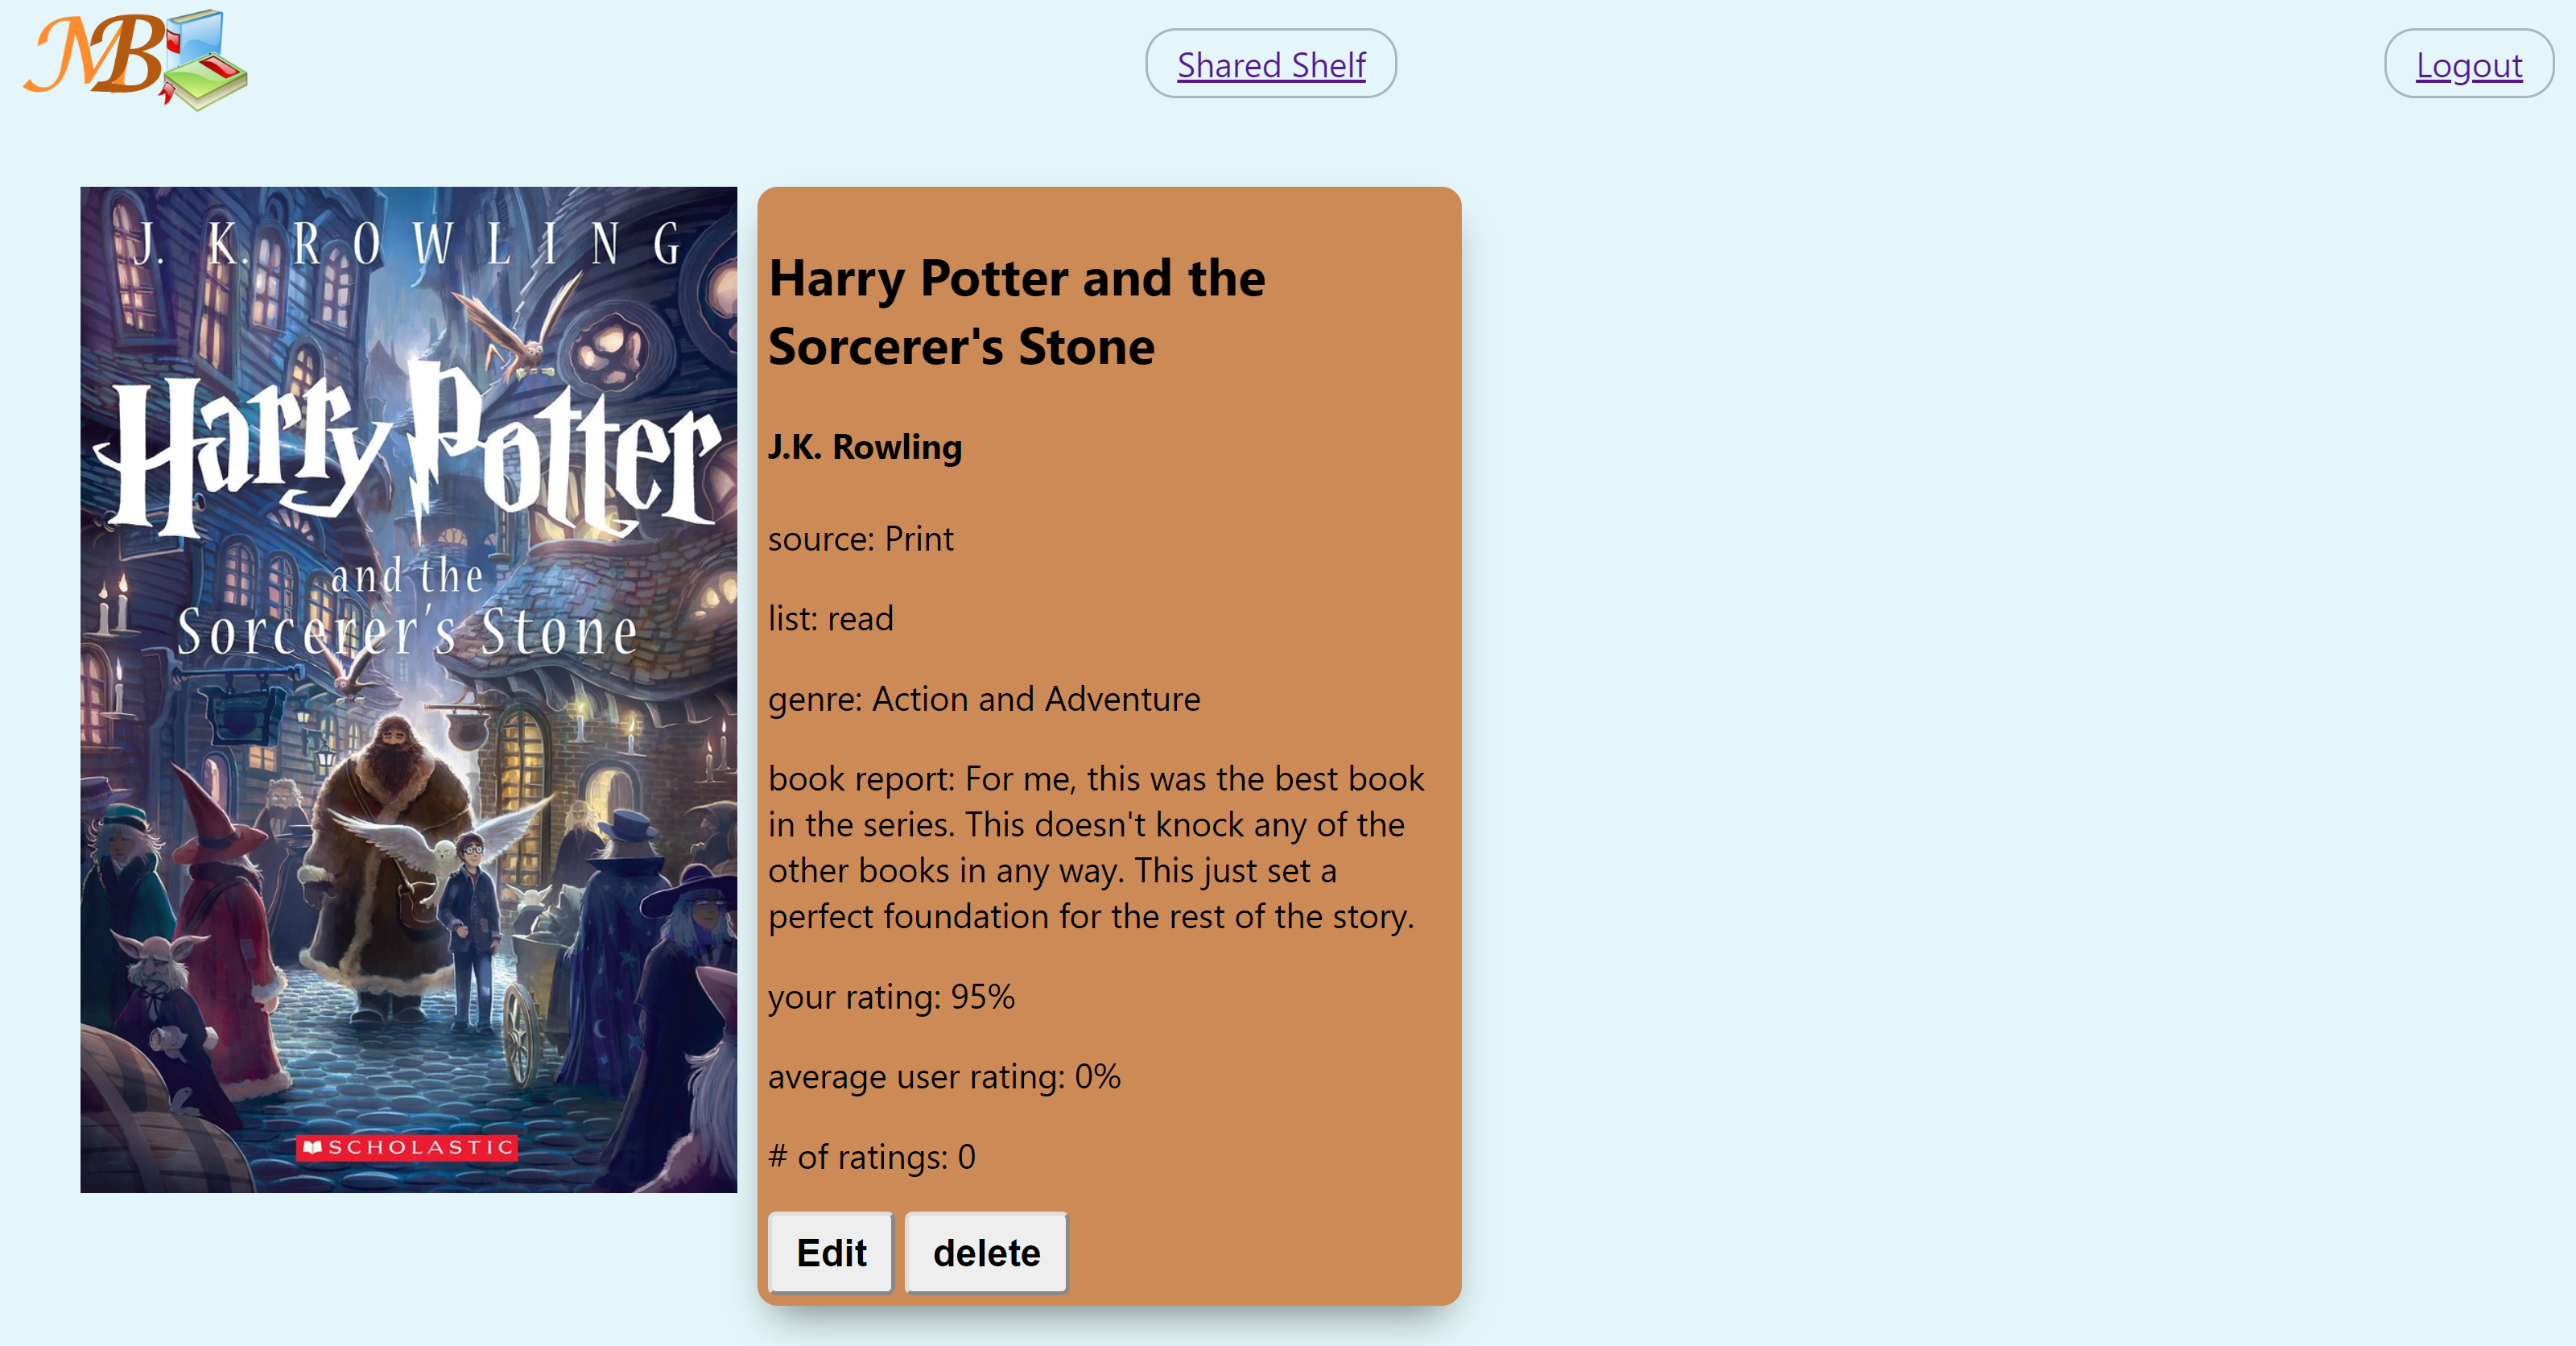 MB
Shared Shelf
Logout
J. K. ROWLING
Harry Potter
and the
Sorcerer's Stone
SCHOLASTIC
Harry Potter and the
Sorcerer's Stone
J.K. Rowling
source: Print
list: read
genre: Action and Adventure
book report: For me, this was the best book
in the series. This doesn't knock any of the
other books in any way. This just set a
perfect foundation for the rest of the story.
your rating: 95%
average user rating: 0%
# of ratings: 0
Edit
delete